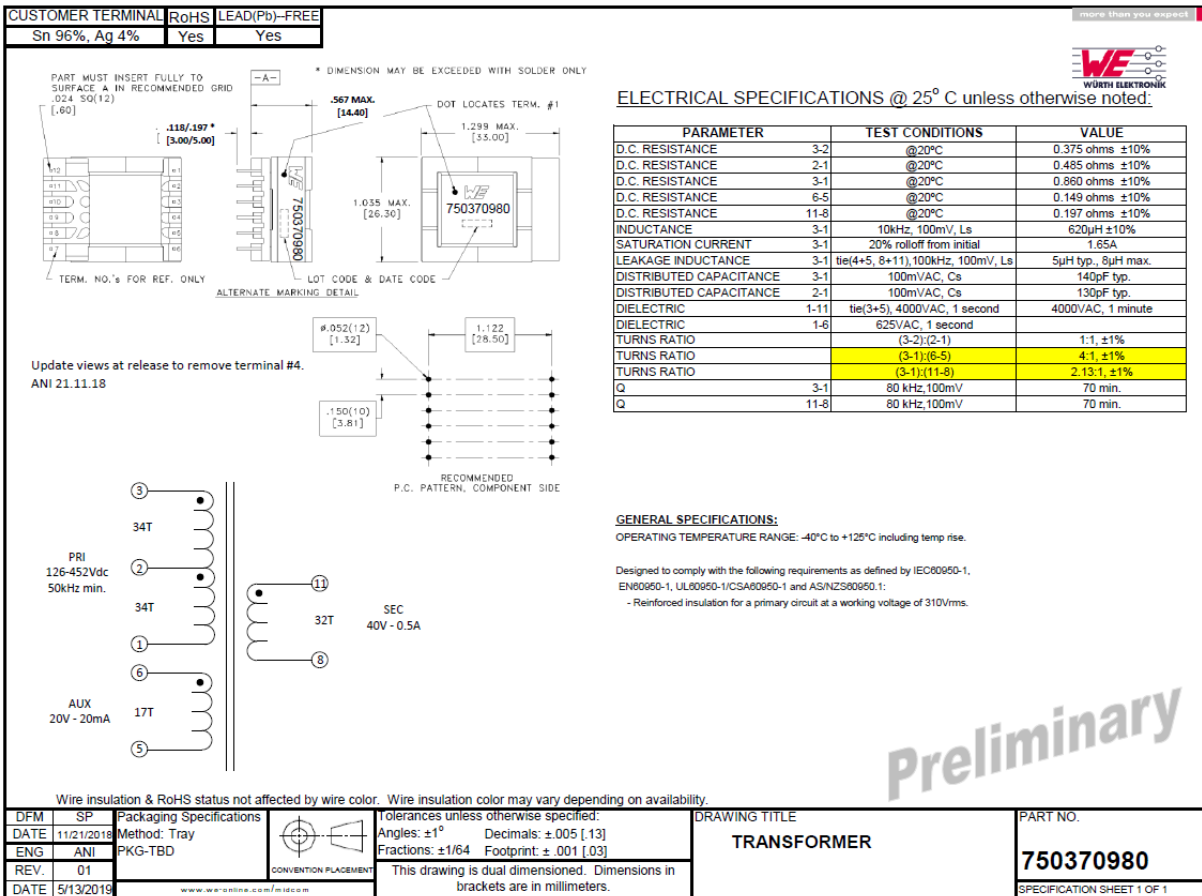 CUSTOMER TERMINAL RoHS LEAD(Pb)--FREE
Sn 96%, Ag 4% Yes Yes
more than you expect
WE
WÜRTH ELEKTRONIK
PART MUST INSERT FULLY TO
SURFACE A IN RECOMMENDED GRID
.024 SQ(12)
[.60]
-A-
* DIMENSION MAY BE EXCEEDED WITH SOLDER ONLY
.567 MAX.
[14.40]
DOT LOCATES TERM. #1
.118/.197 *
[3.00/5.00]
1.299 MAX.
[33.00]
12 1
11 2
10 3
9 4
8 5
7 6
WE 750370980
WE
750370980
1.035 MAX.
[26.30]
TERM. NO.'s FOR REF. ONLY
LOT CODE & DATE CODE
ALTERNATE MARKING DETAIL
ø.052(12)
[1.32]
1.122
[28.50]
.150(10)
[3.81]
RECOMMENDED
P.C. PATTERN, COMPONENT SIDE
Update views at release to remove terminal #4.
ANI 21.11.18
ELECTRICAL SPECIFICATIONS @ 25° C unless otherwise noted:
PARAMETER TEST CONDITIONS VALUE
D.C. RESISTANCE 3-2 @20ºC 0.375 ohms ±10%
D.C. RESISTANCE 2-1 @20ºC 0.485 ohms ±10%
D.C. RESISTANCE 3-1 @20ºC 0.860 ohms ±10%
D.C. RESISTANCE 6-5 @20ºC 0.149 ohms ±10%
D.C. RESISTANCE 11-8 @20ºC 0.197 ohms ±10%
INDUCTANCE 3-1 10kHz, 100mV, Ls 620µH ±10%
SATURATION CURRENT 3-1 20% rolloff from initial 1.65A
LEAKAGE INDUCTANCE 3-1 tie(4+5, 8+11),100kHz, 100mV, Ls 5µH typ., 8µH max.
DISTRIBUTED CAPACITANCE 3-1 100mVAC, Cs 140pF typ.
DISTRIBUTED CAPACITANCE 2-1 100mVAC, Cs 130pF typ.
DIELECTRIC 1-11 tie(3+5), 4000VAC, 1 second 4000VAC, 1 minute
DIELECTRIC 1-6 625VAC, 1 second
TURNS RATIO (3-2):(2-1) 1:1, ±1%
TURNS RATIO (3-1):(6-5) 4:1, ±1%
TURNS RATIO (3-1):(11-8) 2.13:1, ±1%
Q 3-1 80 kHz,100mV 70 min.
Q 11-8 80 kHz,100mV 70 min.
3
34T
PRI
126-452Vdc
50kHz min.
2
34T
1
11
32T
SEC
40V - 0.5A
8
6
AUX
20V - 20mA
17T
5
GENERAL SPECIFICATIONS:
OPERATING TEMPERATURE RANGE: -40°C to +125°C including temp rise.
Designed to comply with the following requirements as defined by IEC60950-1,
EN60950-1, UL60950-1/CSA60950-1 and AS/NZS60950.1:
- Reinforced insulation for a primary circuit at a working voltage of 310Vrms.
Preliminary
Wire insulation & RoHS status not affected by wire color. Wire insulation color may vary depending on availability.
DFM SP
DATE 11/21/2018
ENG ANI
REV. 01
DATE 5/13/2019
Packaging Specifications
Method: Tray
PKG-TBD
www.we-online.com/midcom
CONVENTION PLACEMENT
Tolerances unless otherwise specified:
Angles: ±1° Decimals: ±.005 [.13]
Fractions: ±1/64 Footprint: ± .001 [.03]
This drawing is dual dimensioned. Dimensions in
brackets are in millimeters.
DRAWING TITLE
TRANSFORMER
PART NO.
750370980
SPECIFICATION SHEET 1 OF 1